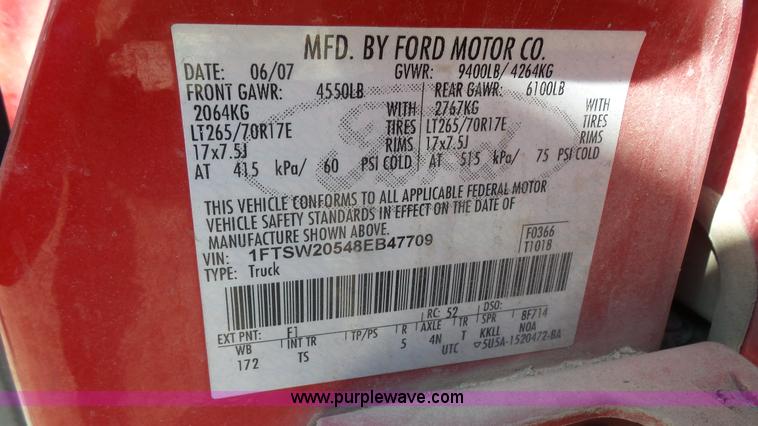 MFD. BY FORD MOTOR CO.
DATE: 06/07 GVWR: 9400LB/ 4264KG
FRONT GAWR: 4550LB REAR GAWR: 6100LB
2064KG WITH 2767KG WITH
LT265/70R17E TIRES LT265/70R17E TIRES
17x7.5J RIMS 17x7.5J RIMS
AT 415 kPa/ 60 PSI COLD AT 515 kPa/ 75 PSI COLD
Ford
THIS VEHICLE CONFORMS TO ALL APPLICABLE FEDERAL MOTOR
VEHICLE SAFETY STANDARDS IN EFFECT ON THE DATE OF
MANUFACTURE SHOWN ABOVE.
VIN: 1FTSW20548EB47709 F0366
TYPE: Truck T101B
RC: 52 DSO:
EXT PNT: F1 8F714
WB INT TR TP/PS R AXLE TR SPR
172 TS 5 4N T KKLL N0A
UTC ▽5U5A-1520472-BA
www.purplewave.com